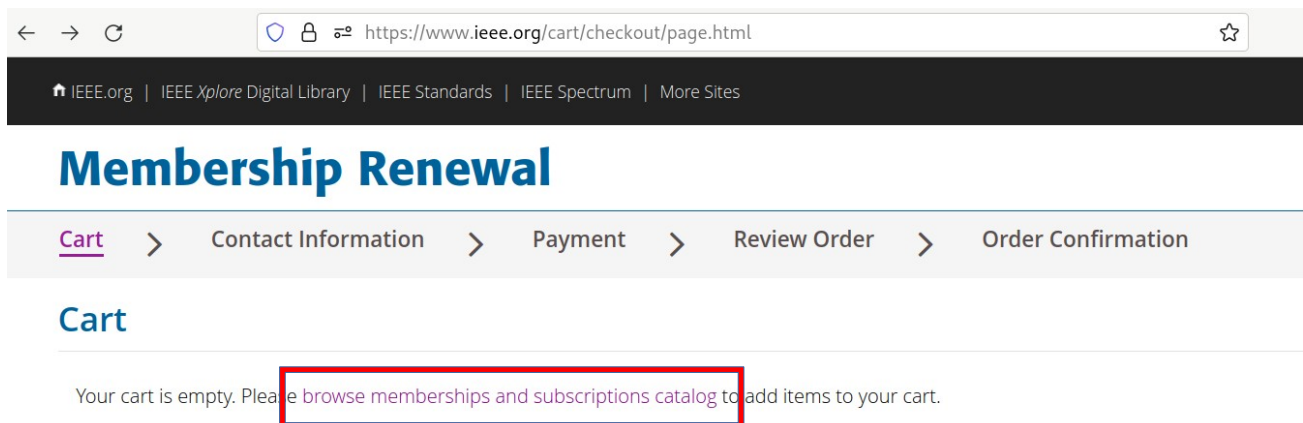 https://www.ieee.org/cart/checkout/page.html
IEEE.org | IEEE Xplore Digital Library | IEEE Standards | IEEE Spectrum | More Sites
Membership Renewal
Cart > Contact Information > Payment > Review Order > Order Confirmation
Cart
Your cart is empty. Please browse memberships and subscriptions catalog to add items to your cart.